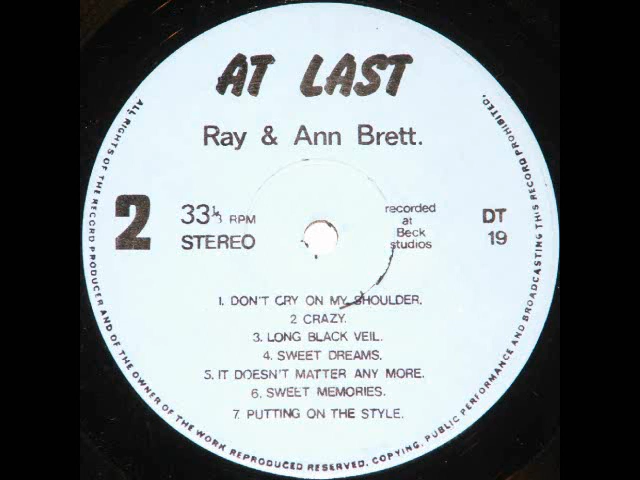 AT LAST
Ray & Ann Brett.
2
33⅓ RPM
STEREO
recorded
at
Beck
studios
DT
19
1. DON'T CRY ON MY SHOULDER.
2 CRAZY.
3. LONG BLACK VEIL.
4. SWEET DREAMS.
5. IT DOESN'T MATTER ANY MORE.
6. SWEET MEMORIES.
7. PUTTING ON THE STYLE.
ALL RIGHTS OF THE RECORD PRODUCER AND OF THE OWNER OF THE WORK REPRODUCED RESERVED. COPYING, PUBLIC PERFORMANCE AND BROADCASTING THIS RECORD PROHIBITED.